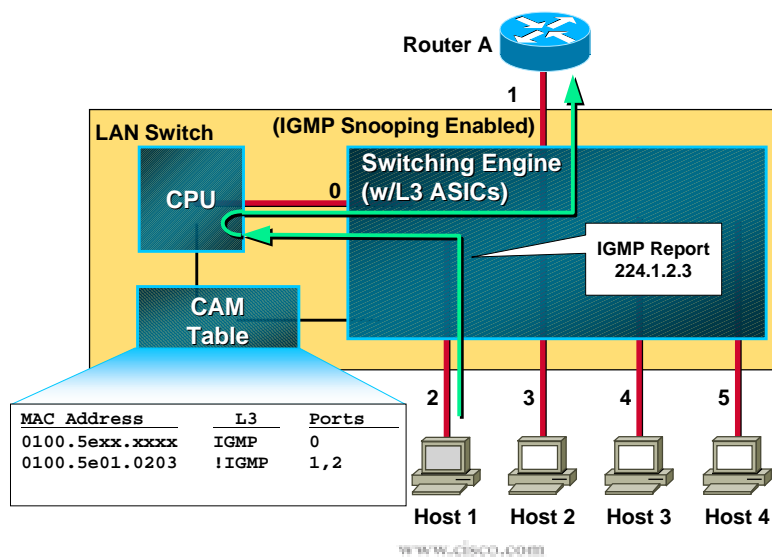 Router A
1
LAN Switch
(IGMP Snooping Enabled)
CPU
0
Switching Engine
(w/L3 ASICs)
IGMP Report
224.1.2.3
CAM
Table
2 3 4 5
MAC Address L3 Ports
0100.5exx.xxxx IGMP 0
0100.5e01.0203 !IGMP 1,2
Host 1 Host 2 Host 3 Host 4
www.cisco.com